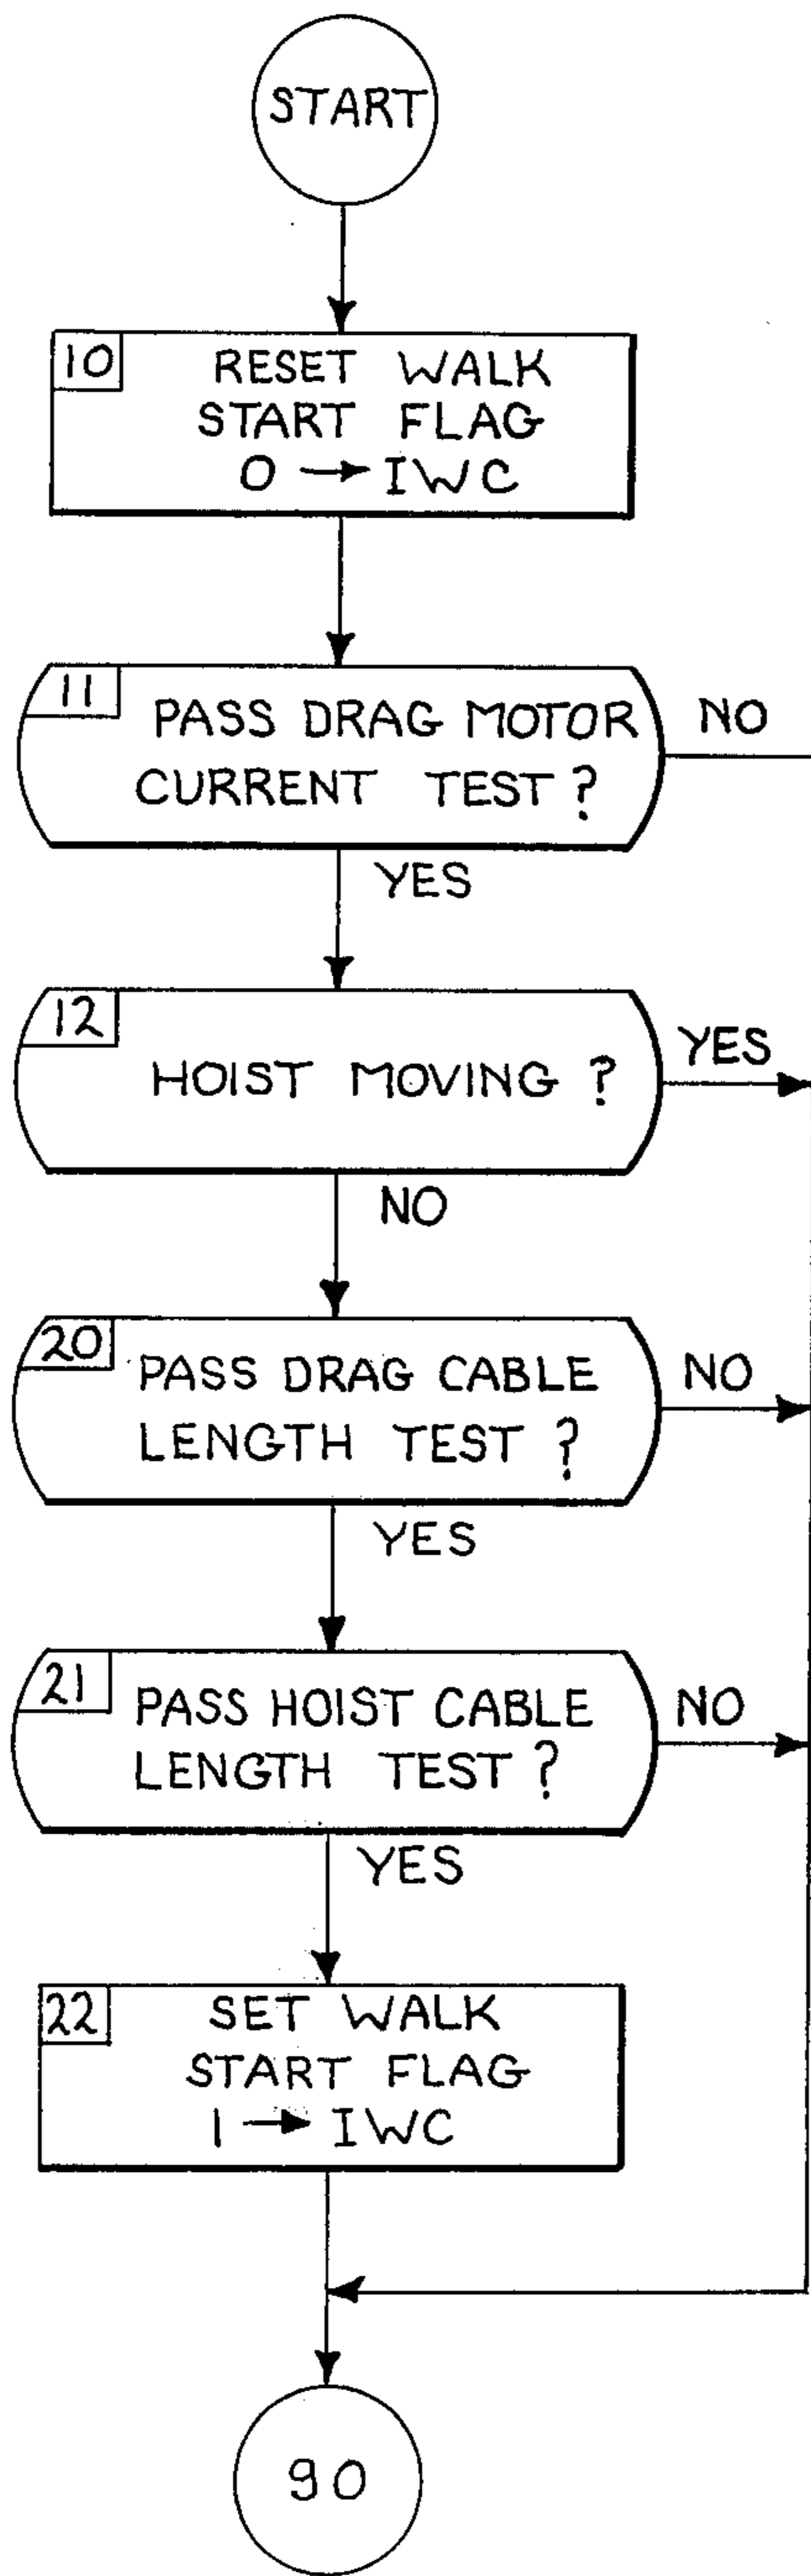 START
10
RESET WALK
START FLAG
0 → IWC
11
PASS DRAG MOTOR
CURRENT TEST ?
NO
YES
12
HOIST MOVING ?
YES
NO
20
PASS DRAG CABLE
LENGTH TEST ?
NO
YES
21
PASS HOIST CABLE
LENGTH TEST ?
NO
YES
22
SET WALK
START FLAG
1 → IWC
90